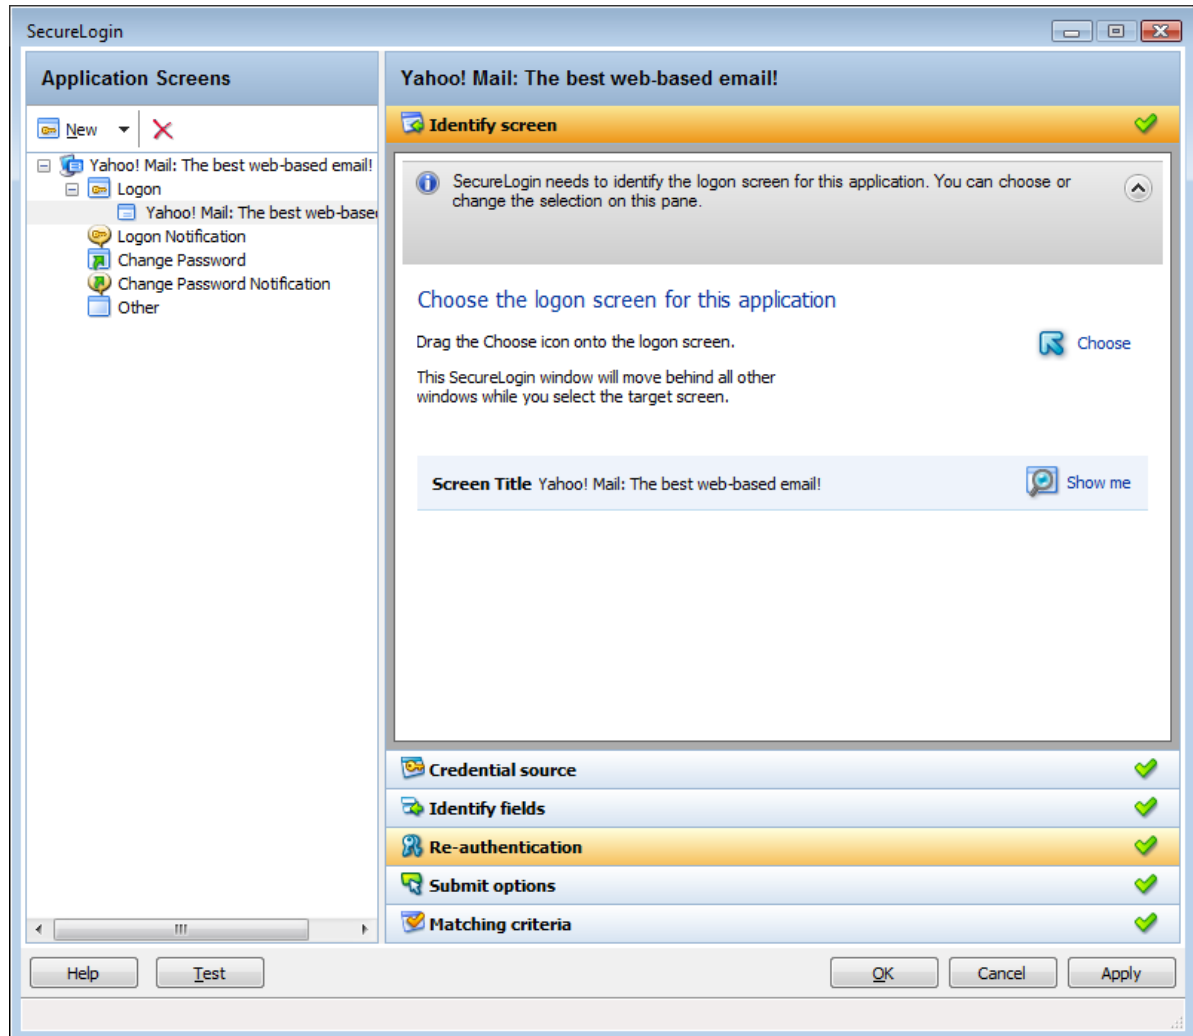 SecureLogin
Application Screens
Yahoo! Mail: The best web-based email!
New
Identify screen
Yahoo! Mail: The best web-based email!
Logon
Yahoo! Mail: The best web-base
Logon Notification
Change Password
Change Password Notification
Other
SecureLogin needs to identify the logon screen for this application. You can choose or
change the selection on this pane.
Choose the logon screen for this application
Drag the Choose icon onto the logon screen.
Choose
This SecureLogin window will move behind all other
windows while you select the target screen.
Screen Title Yahoo! Mail: The best web-based email!
Show me
Credential source
Identify fields
Re-authentication
Submit options
Matching criteria
Help
Test
OK
Cancel
Apply